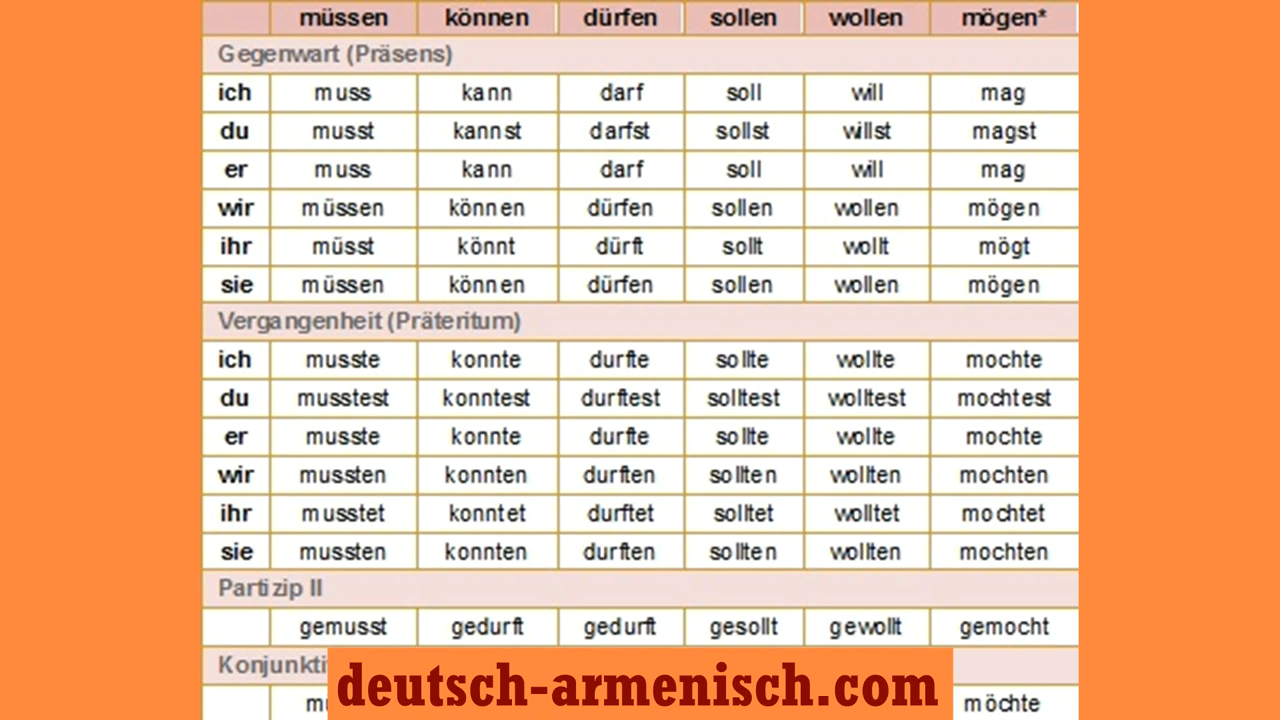 müssen können dürfen sollen wollen mögen*
Gegenwart (Präsens)
ich muss kann darf soll will mag
du musst kannst darfst sollst willst magst
er muss kann darf soll will mag
wir müssen können dürfen sollen wollen mögen
ihr müsst könnt dürft sollt wollt mögt
sie müssen können dürfen sollen wollen mögen
Vergangenheit (Präteritum)
ich musste konnte durfte sollte wollte mochte
du musstest konntest durftest solltest wolltest mochtest
er musste konnte durfte sollte wollte mochte
wir mussten konnten durften sollten wollten mochten
ihr musstet konntet durftet solltet wolltet mochtet
sie mussten konnten durften sollten wollten mochten
Partizip II
gemusst gedurft gedurft gesollt gewollt gemocht
deutsch-armenisch.com
möchte